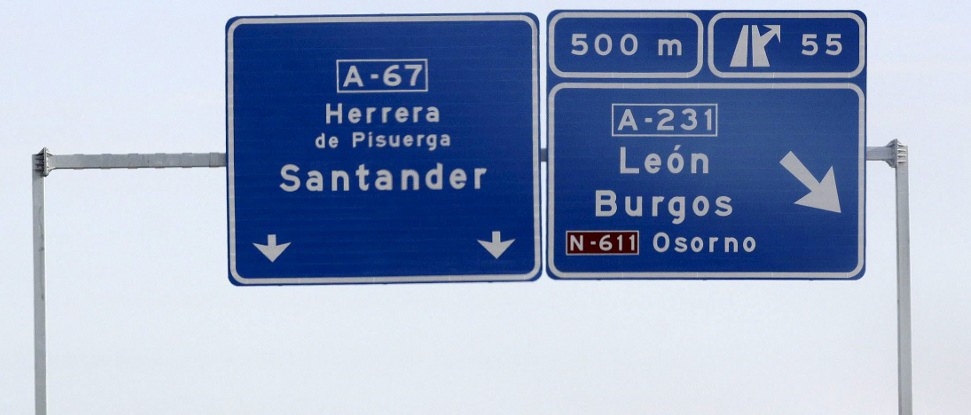 A-67
Herrera
de Pisuerga
Santander
500 m
55
A-231
León
Burgos
N-611 Osorno